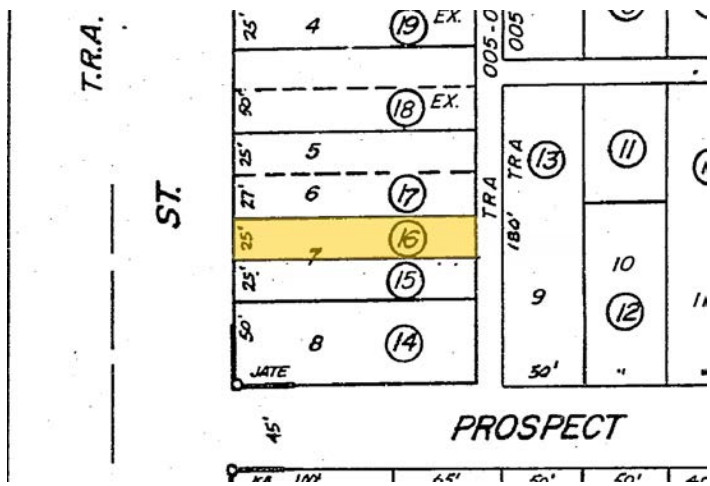 25' 4 19 EX.
T.R.A.
005-0
005
50' 18 EX.
25' 5
27' 6 17
ST.
25' 16
7
25' 15
50' 8 14
JATE
TRA
TRA
13
11
180'
10
9
12
50' "
45' PROSPECT
65' 50' 50'